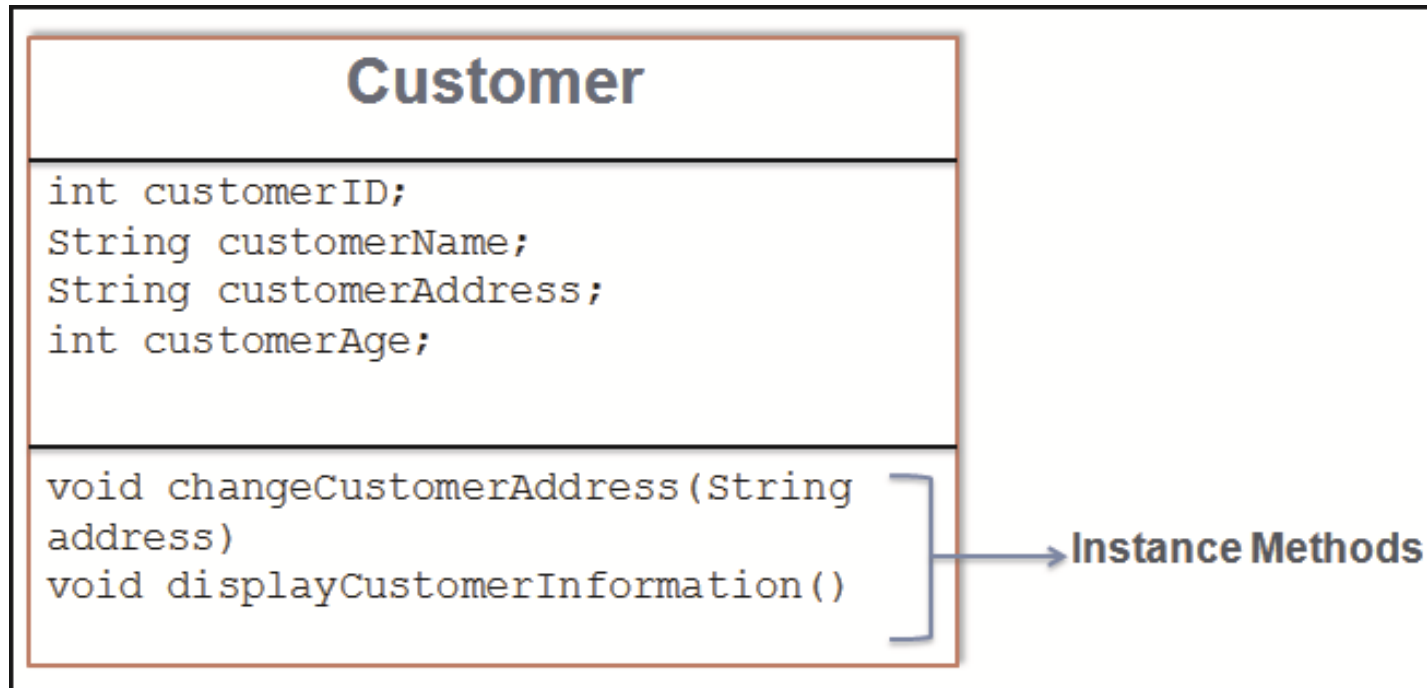 Customer
int customerID;
String customerName;
String customerAddress;
int customerAge;
void changeCustomerAddress(String
address)
void displayCustomerInformation()
Instance Methods